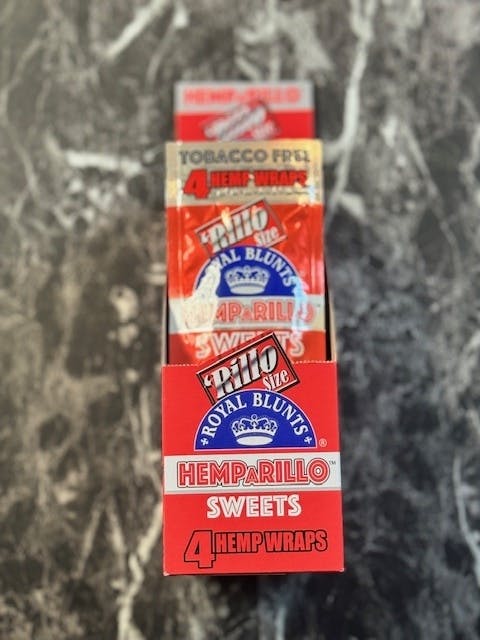 HEMPARILLO
TOBACCO FREE
4 HEMP WRAPS
'Rillo
Size
ROYAL BLUNTS
HEMPARILLO
SWEETS
'Rillo
Size
ROYAL BLUNTS®
HEMPARILLO™
SWEETS
4 HEMP WRAPS